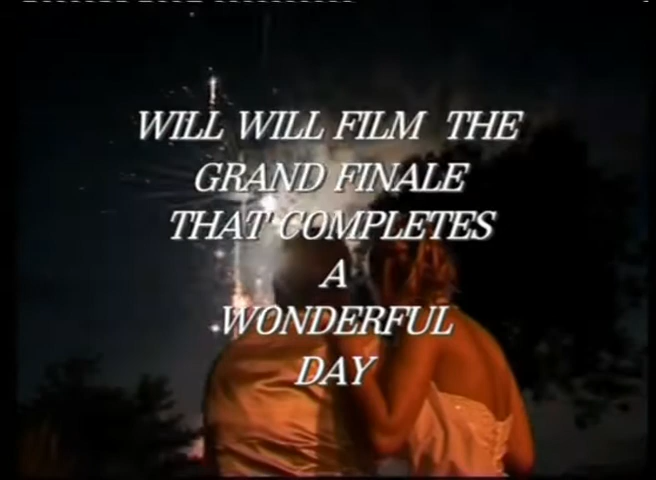 WILL WILL FILM THE
GRAND FINALE
THAT COMPLETES
A
WONDERFUL
DAY